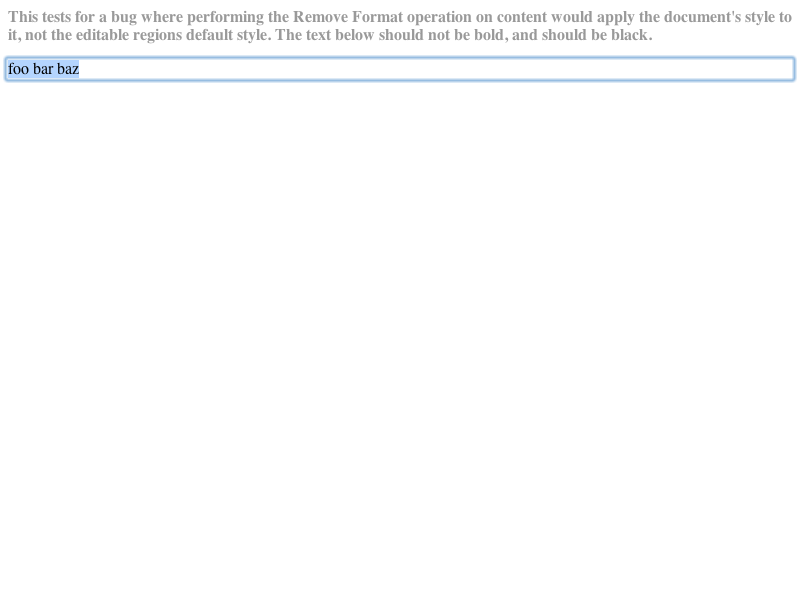 This tests for a bug where performing the Remove Format operation on content would apply the document's style to
it, not the editable regions default style. The text below should not be bold, and should be black.
foo bar baz